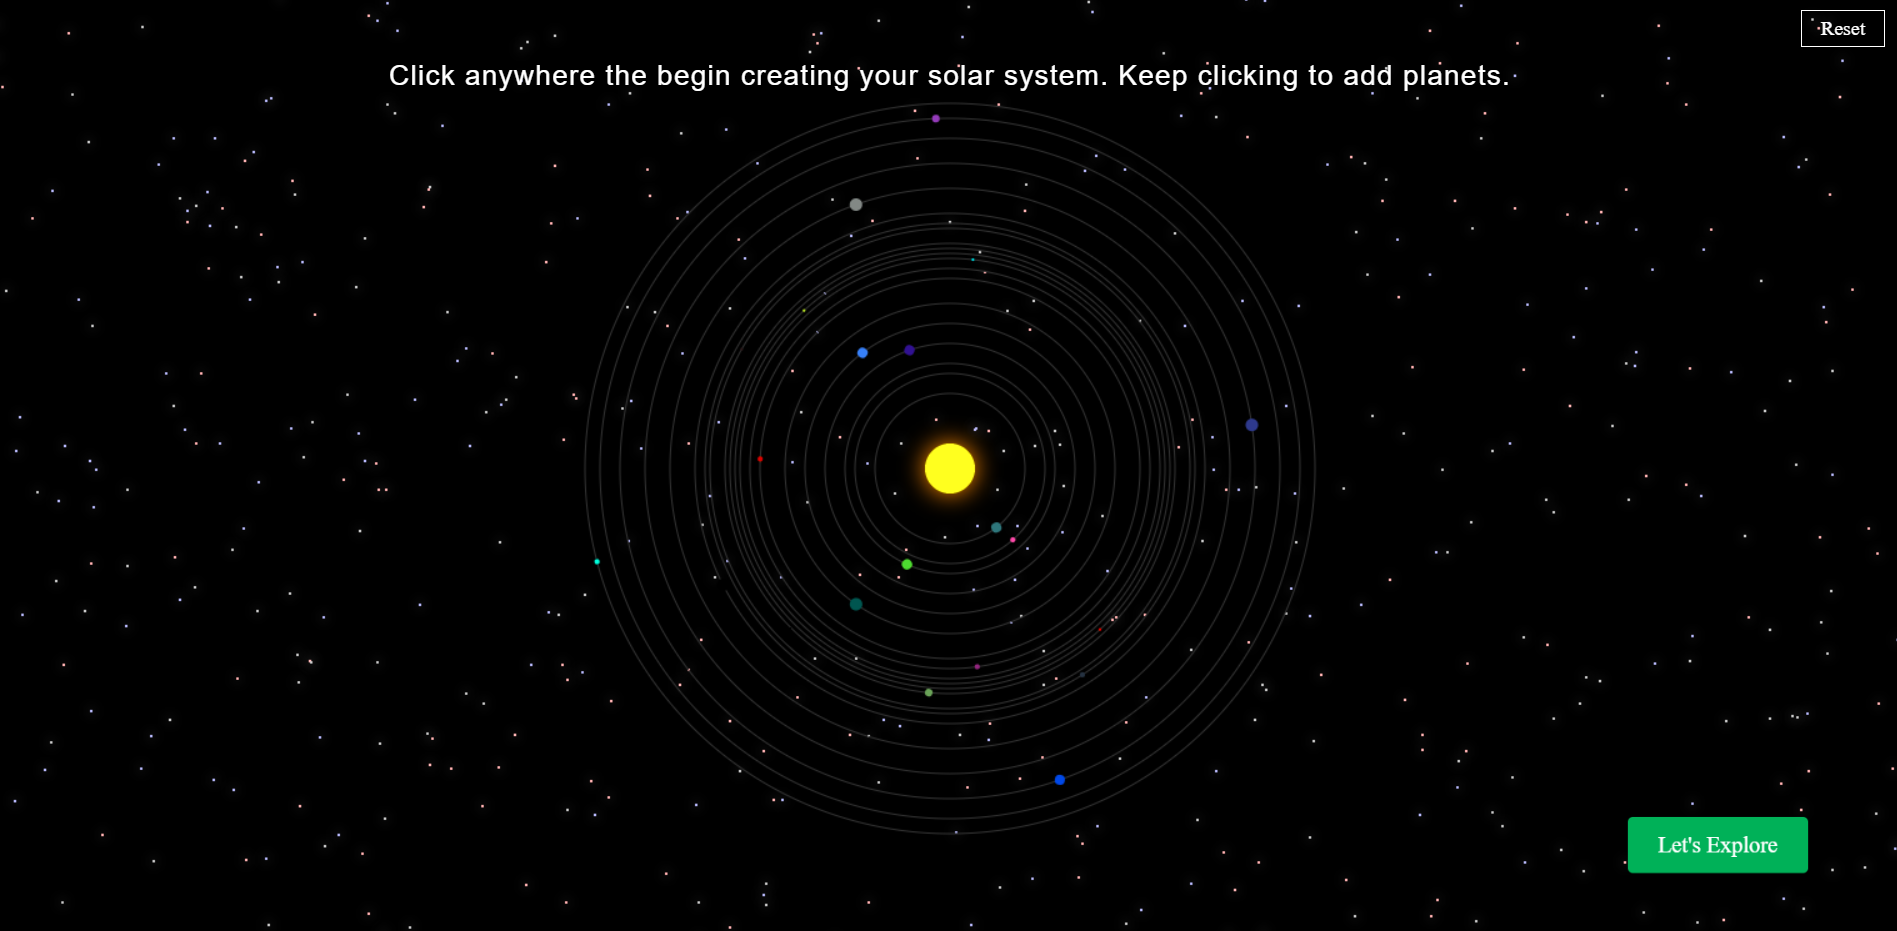 Reset
Click anywhere the begin creating your solar system. Keep clicking to add planets.
Let's Explore